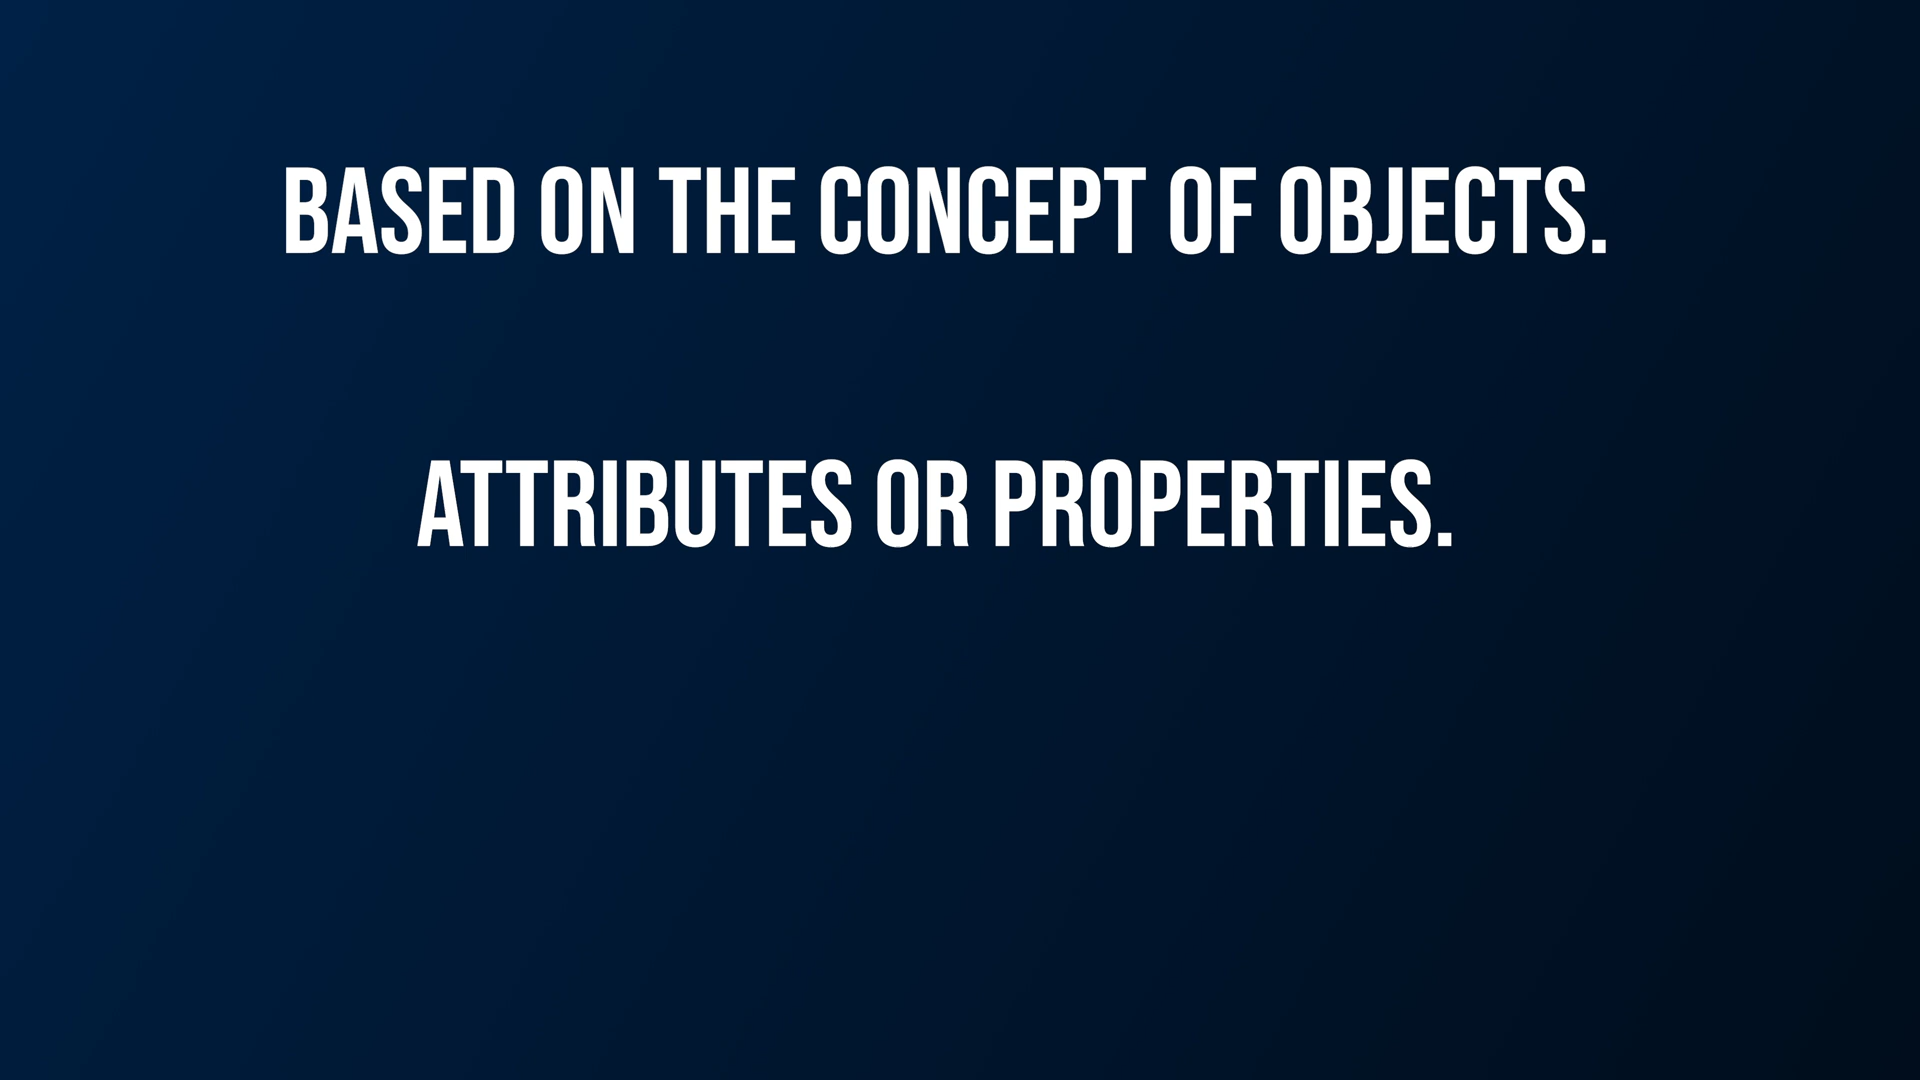 BASED ON THE CONCEPT OF OBJECTS.
ATTRIBUTES OR PROPERTIES.